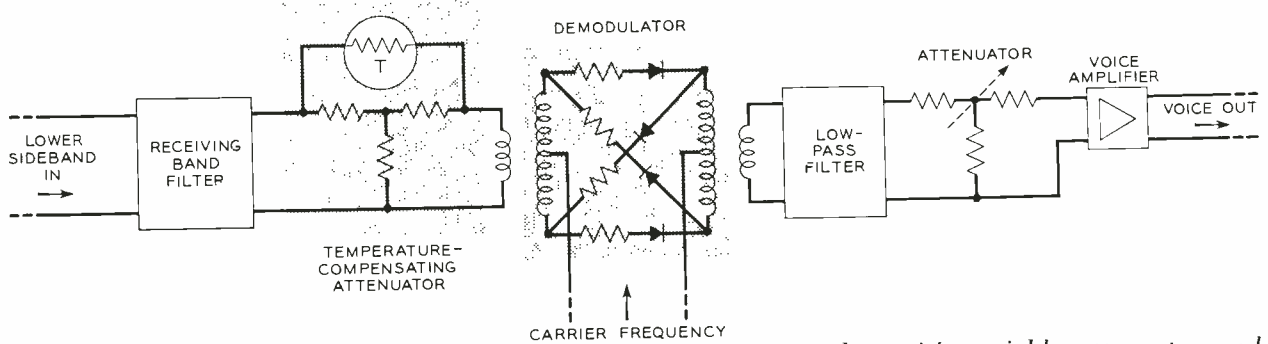 DEMODULATOR
T
ATTENUATOR
VOICE
AMPLIFIER
LOWER
SIDEBAND
IN
RECEIVING
BAND
FILTER
LOW-
PASS
FILTER
VOICE OUT
TEMPERATURE-
COMPENSATING
ATTENUATOR
CARRIER FREQUENCY